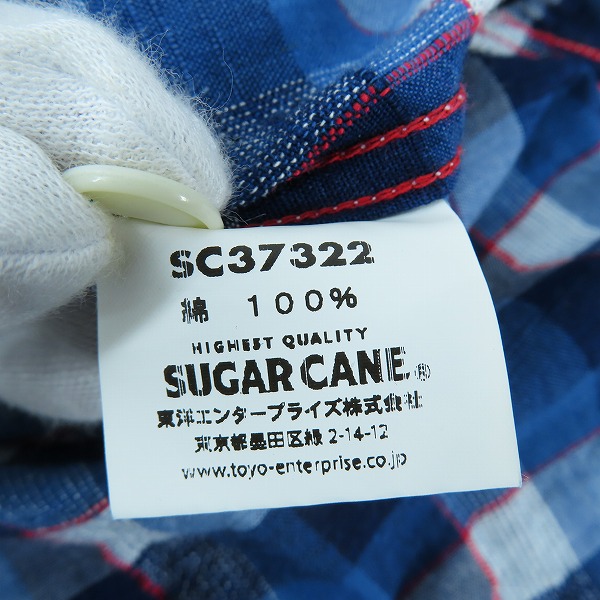 SC37322
綿 100%
HIGHEST QUALITY
SUGAR CANE®
東洋エンタープライズ株式会社
東京都墨田区緑 2-14-12
www.toyo-enterprise.co.jp